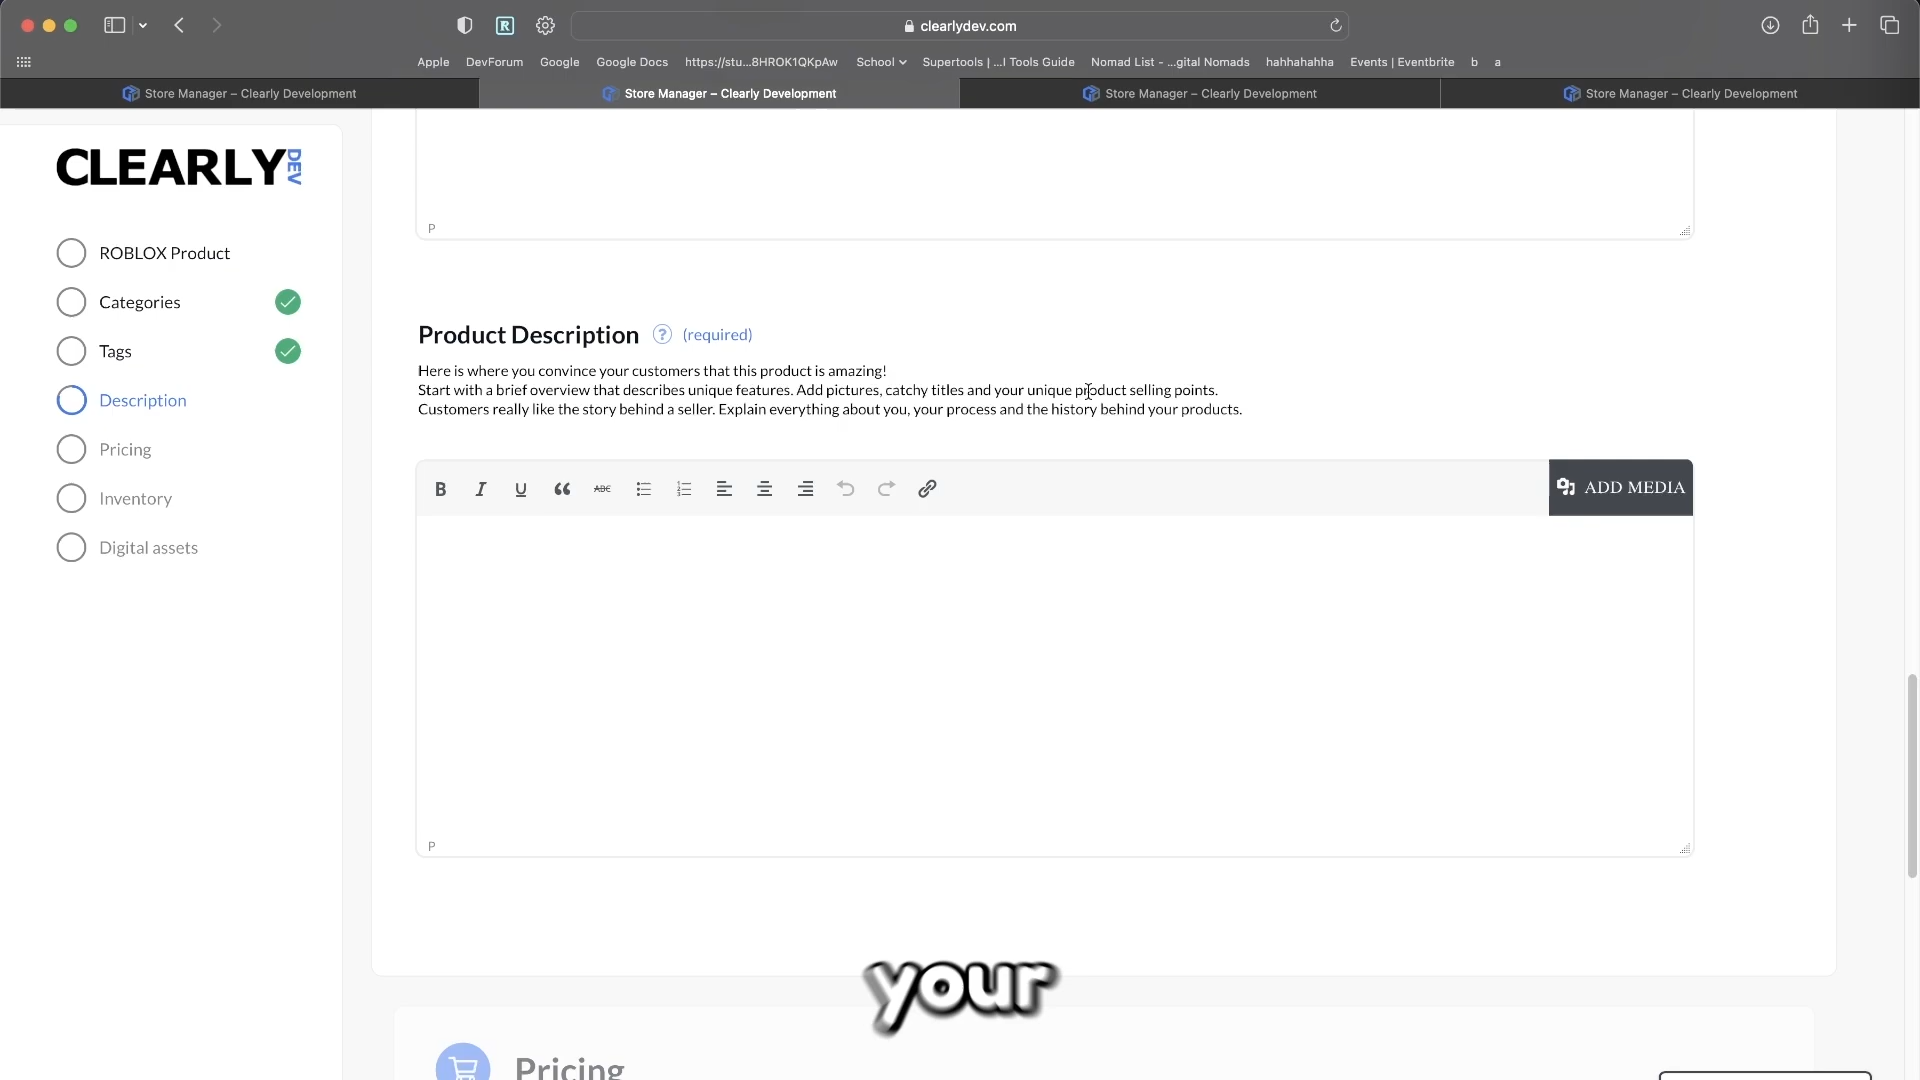 clearlydev.com
Apple DevForum Google Google Docs https://stu...8HROK1QKpAw School Supertools | ...I Tools Guide Nomad List - ...gital Nomads hahhahahha Events | Eventbrite b a
Store Manager – Clearly Development Store Manager – Clearly Development Store Manager – Clearly Development Store Manager – Clearly Development
CLEARLY DEV
ROBLOX Product
Categories
Tags
Description
Pricing
Inventory
Digital assets
P
Product Description ? (required)
Here is where you convince your customers that this product is amazing!
Start with a brief overview that describes unique features. Add pictures, catchy titles and your unique product selling points.
Customers really like the story behind a seller. Explain everything about you, your process and the history behind your products.
B I U ABC ADD MEDIA
P
your
Pricing